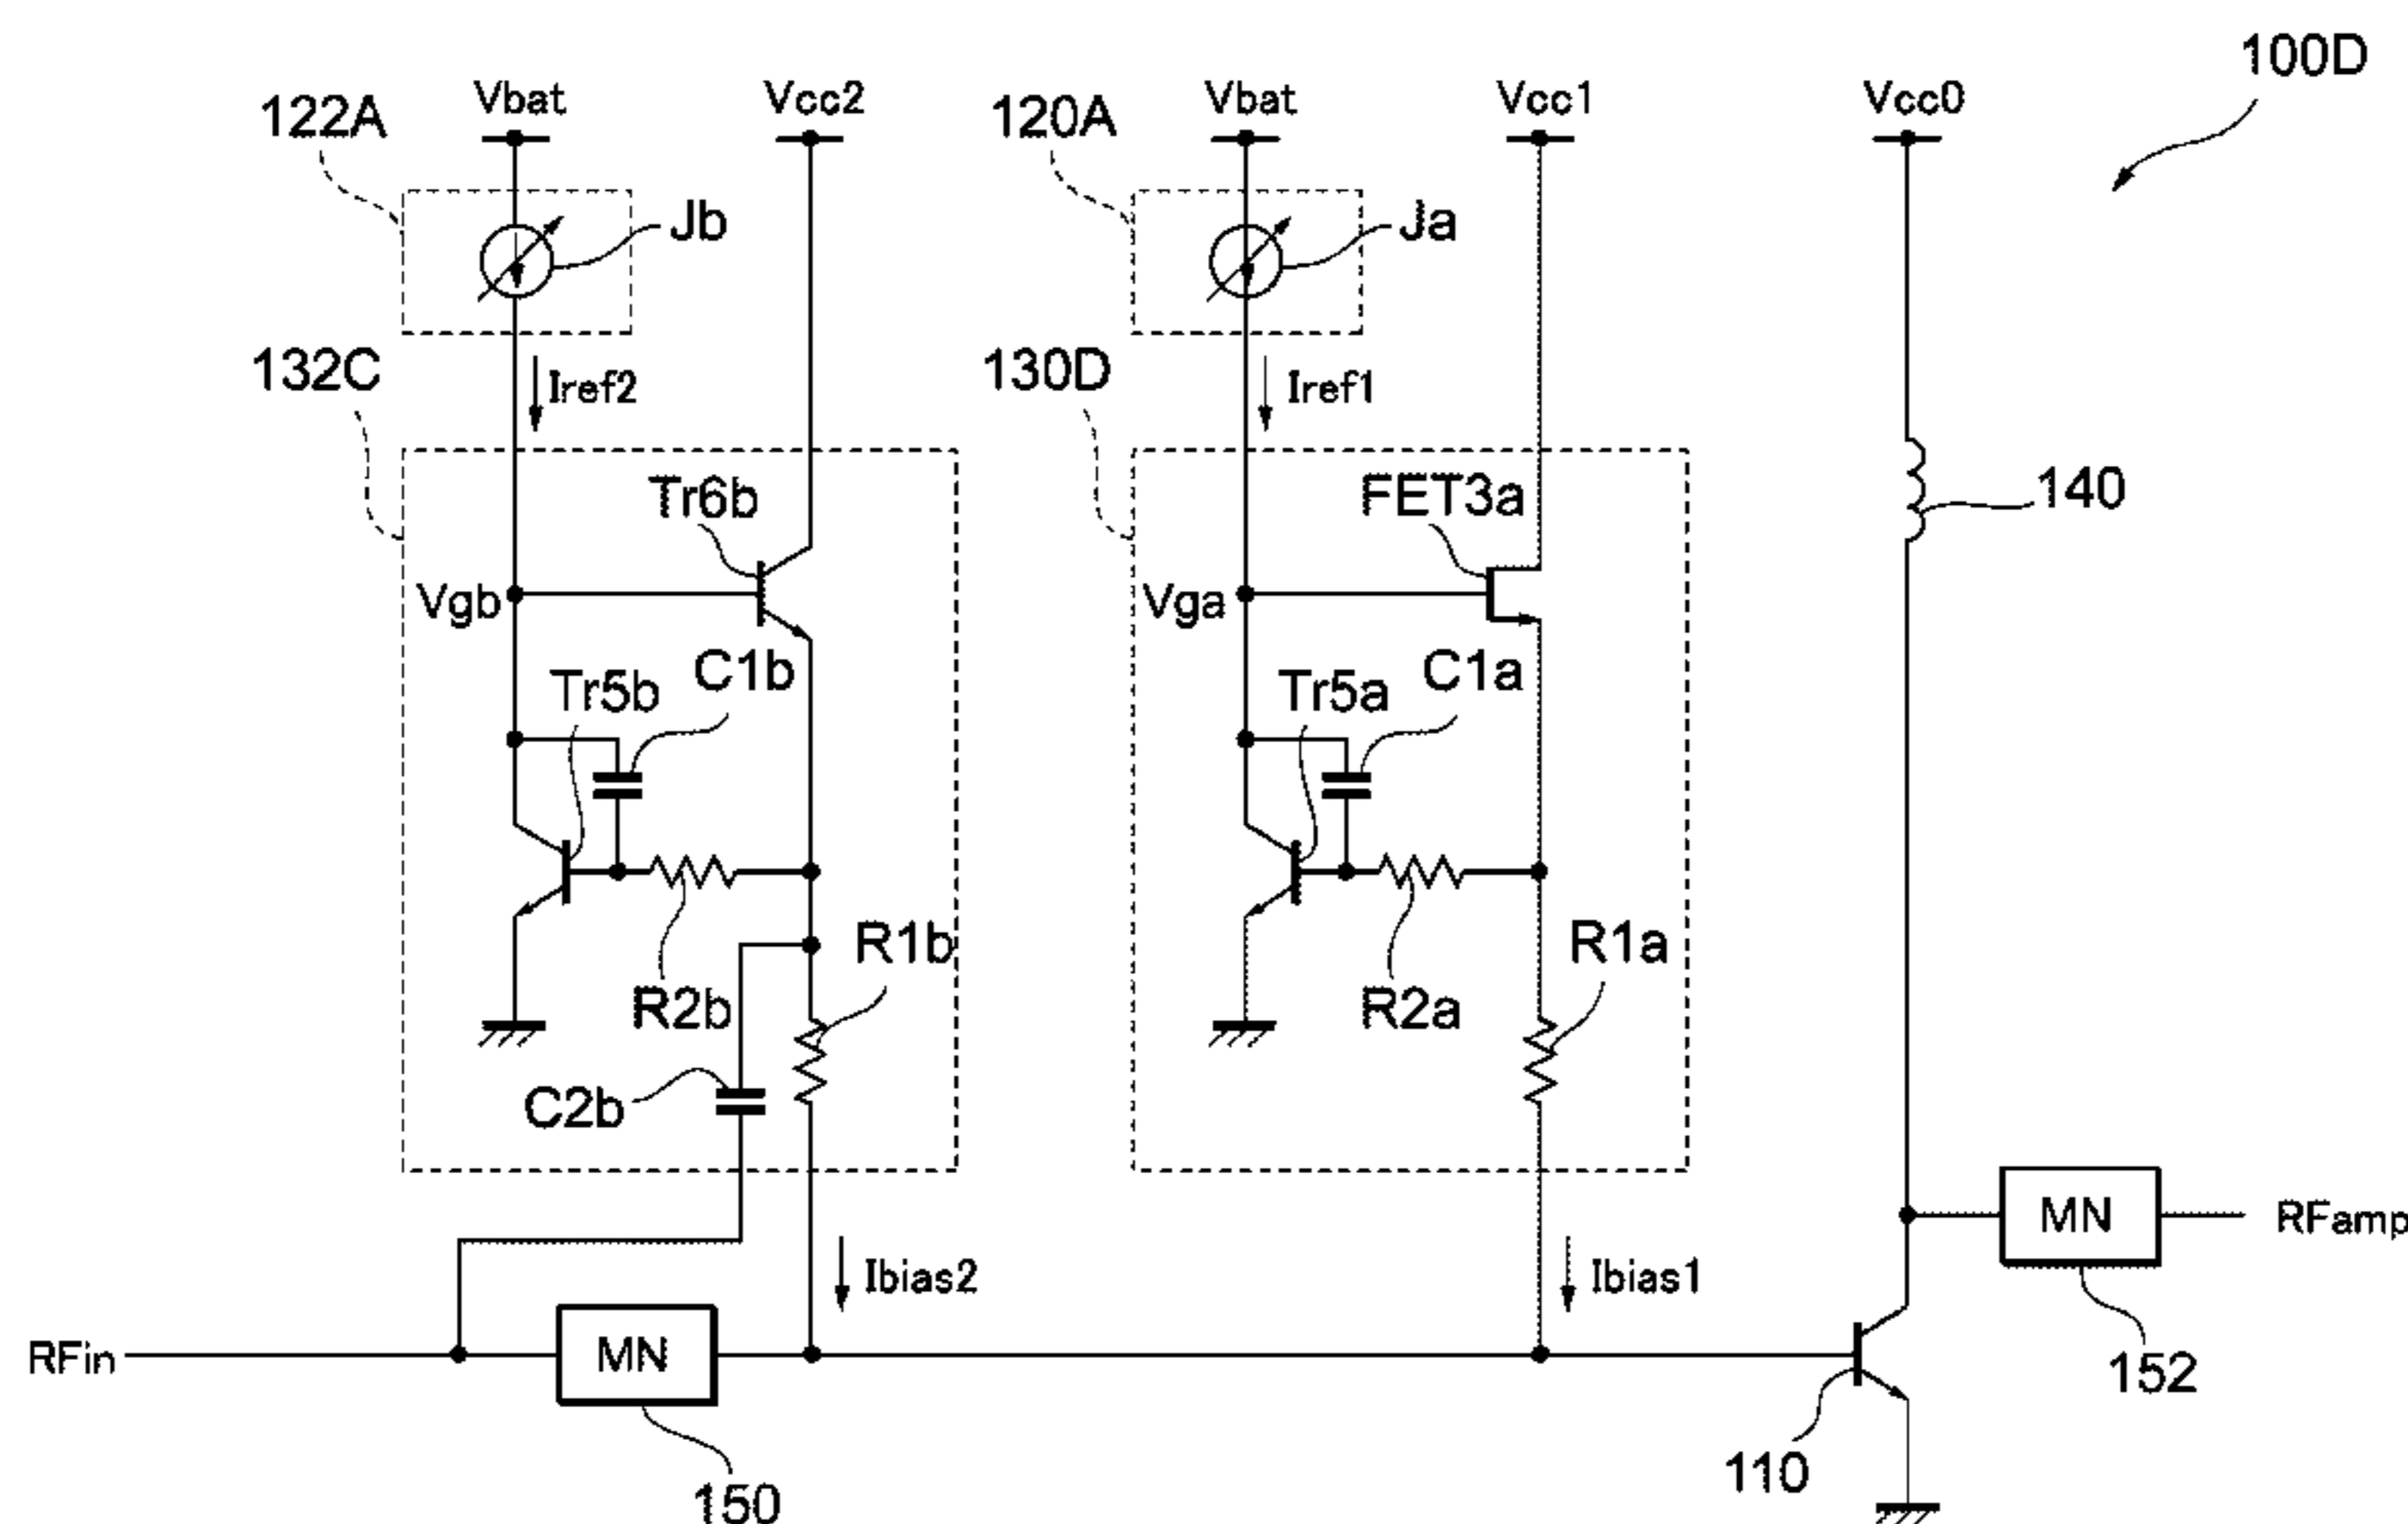 100D
Vbat
Vcc2
Vbat
Vcc1
Vcc0
122A
120A
Jb
Ja
132C
Iref2
130D
Iref1
Tr6b
FET3a
140
Vgb
Vga
Tr5b
C1b
Tr5a
C1a
R2b
R1b
R2a
R1a
C2b
Ibias2
Ibias1
MN
RFamp
RFin
MN
152
110
150